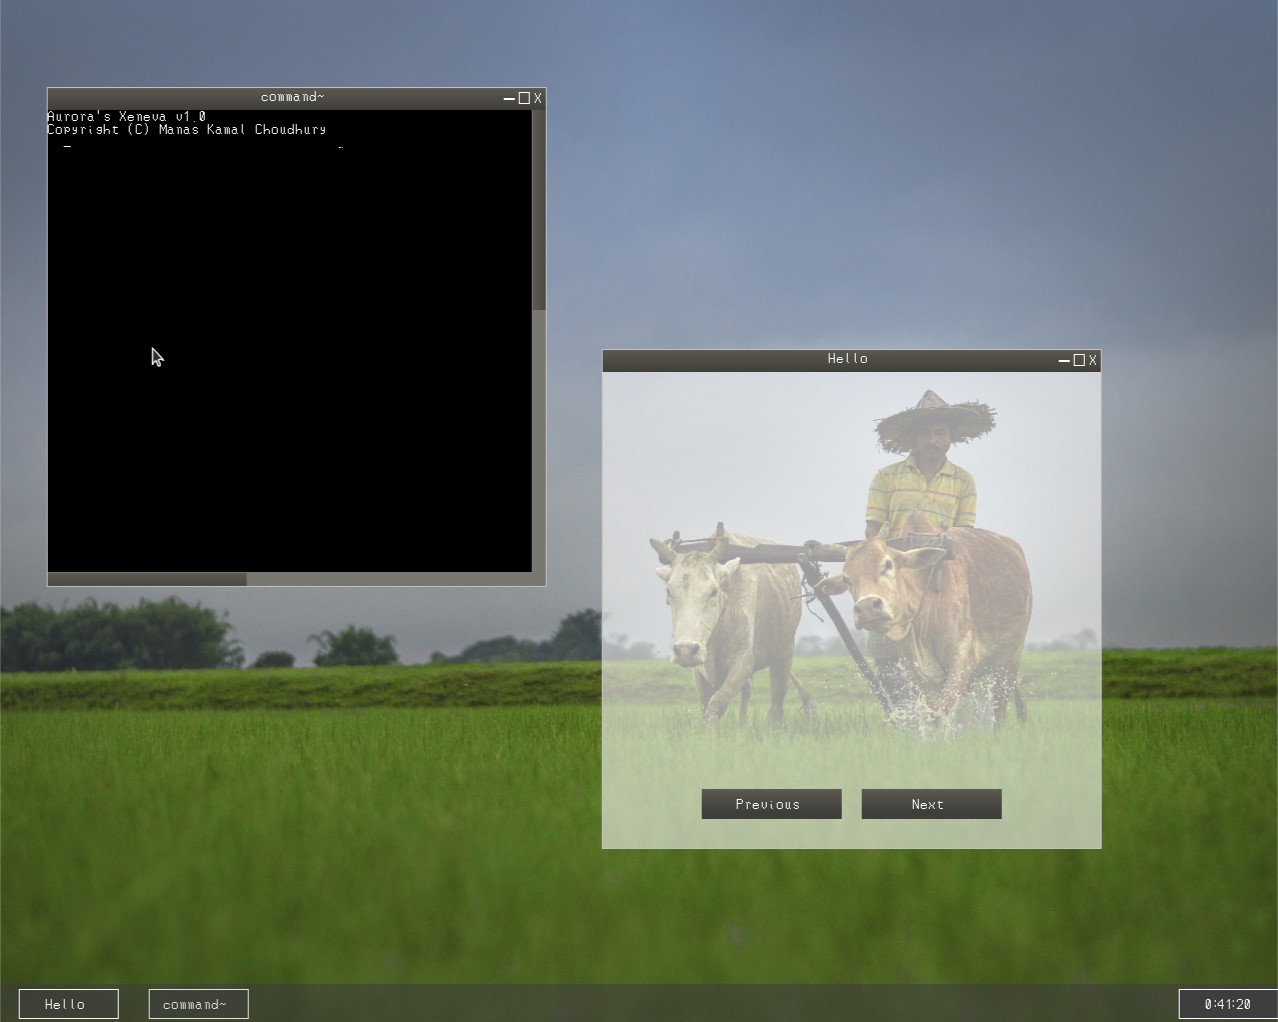 command~
Aurora's Xeneva v1.0
Copyright (C) Manas Kamal Choudhury
Hello
Previous Next
Hello command~ 0:41:20